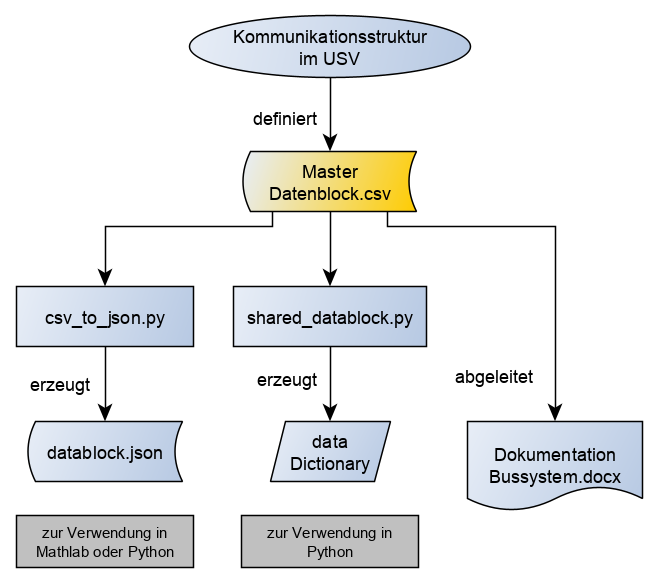 Kommunikationsstruktur
im USV
definiert
Master
Datenblock.csv
csv_to_json.py
shared_datablock.py
erzeugt
erzeugt
abgeleitet
datablock.json
data
Dictionary
Dokumentation
Bussystem.docx
zur Verwendung in
Mathlab oder Python
zur Verwendung in
Python